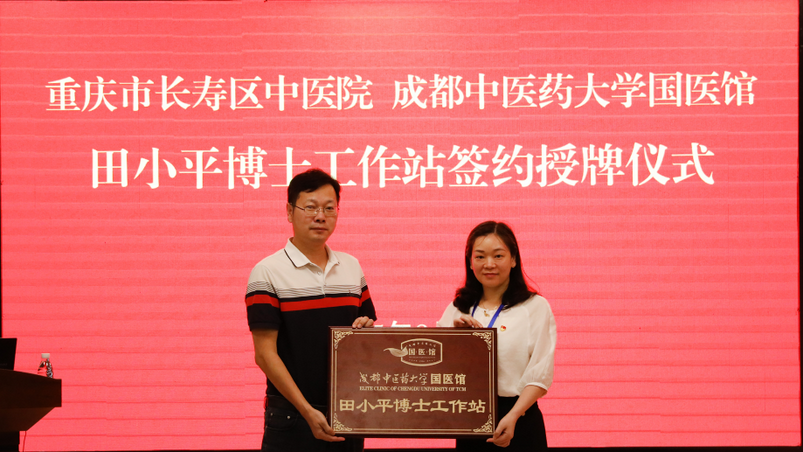 重庆市长寿区中医院 成都中医药大学国医馆
田小平博士工作站签约授牌仪式
国·医·馆
成都中医药大学国医馆
ELITE CLINIC OF CHENGDU UNIVERSITY OF TCM
田小平博士工作站